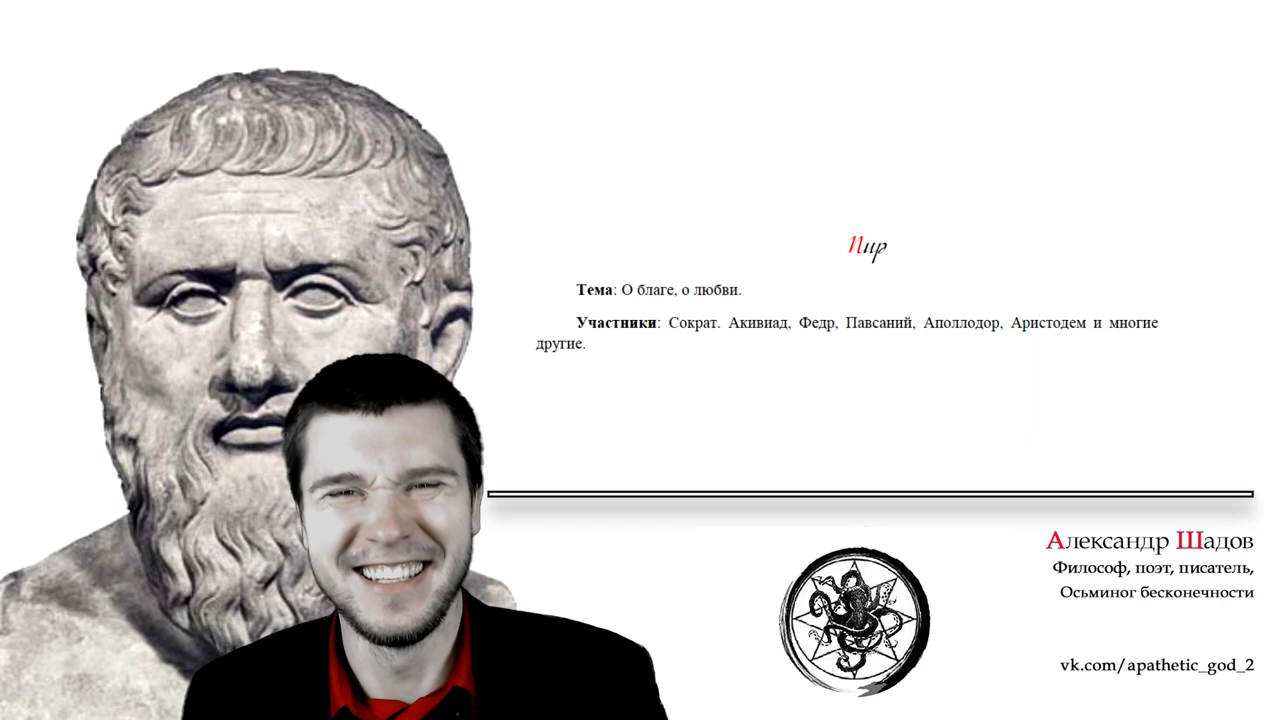 Пир
Тема: О благе, о любви.
Участники: Сократ. Акивиад, Федр, Павсаний, Аполлодор, Аристодем и многие
другие.
Александр Шадов
Философ, поэт, писатель,
Осьминог бесконечности
vk.com/apathetic_god_2